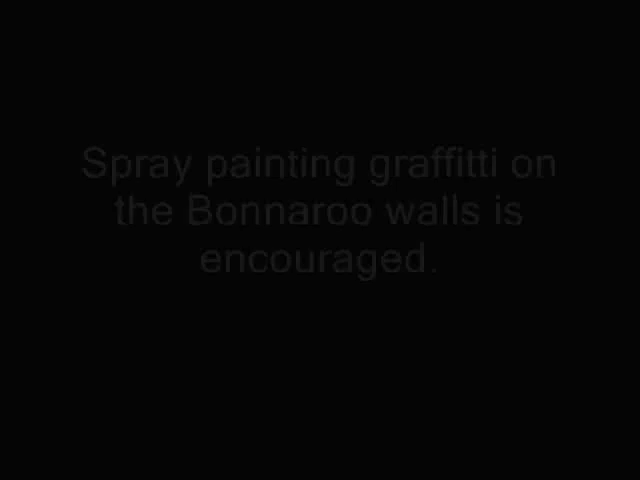 Spray painting graffitti on
the Bonnaroo walls is
encouraged.